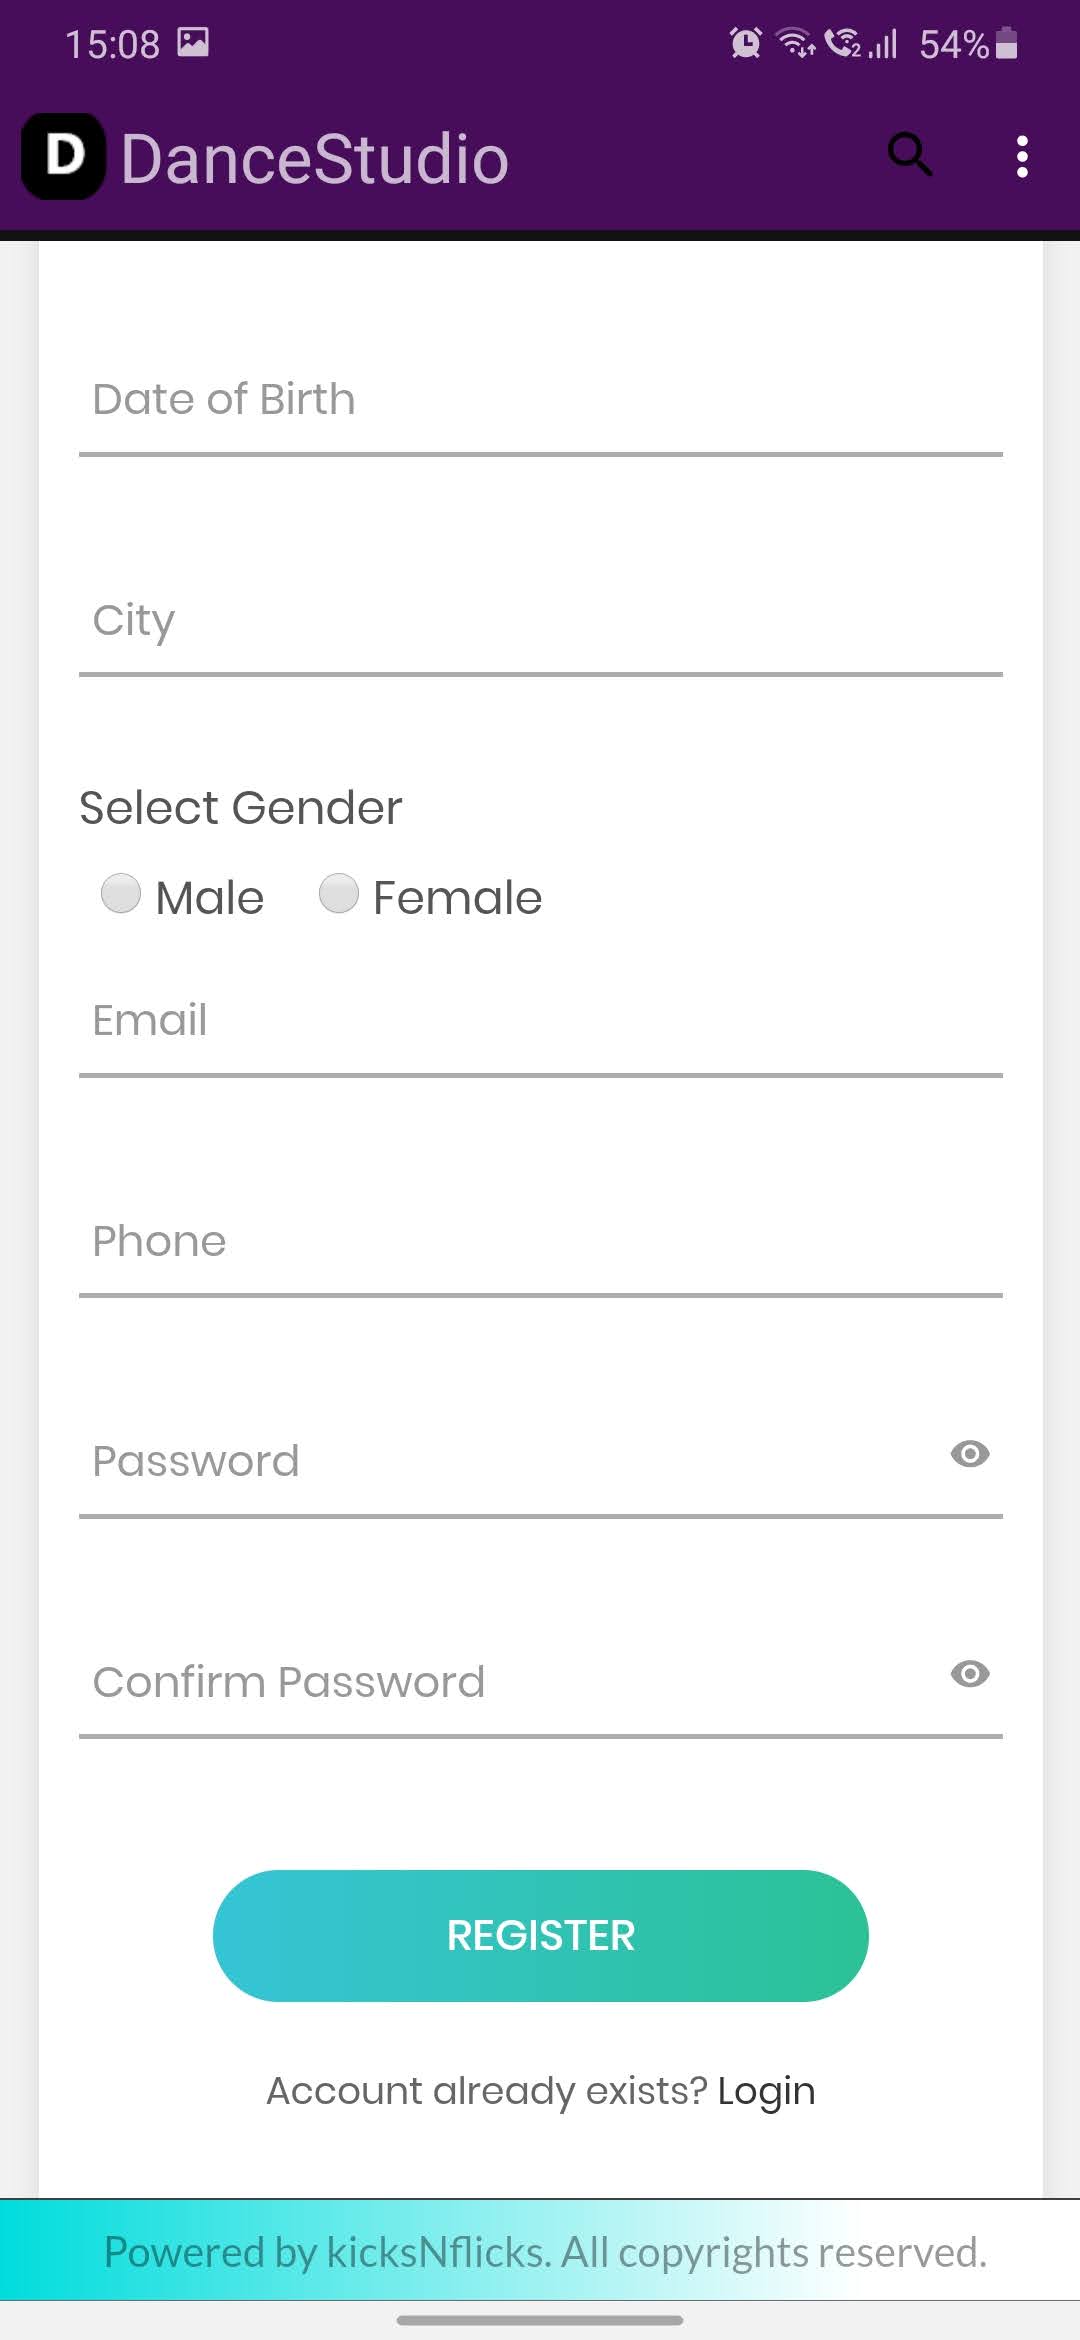 15:08 54%
D DanceStudio
Date of Birth
City
Select Gender
Male Female
Email
Phone
Password
Confirm Password
REGISTER
Account already exists? Login
Powered by kicksNflicks. All copyrights reserved.